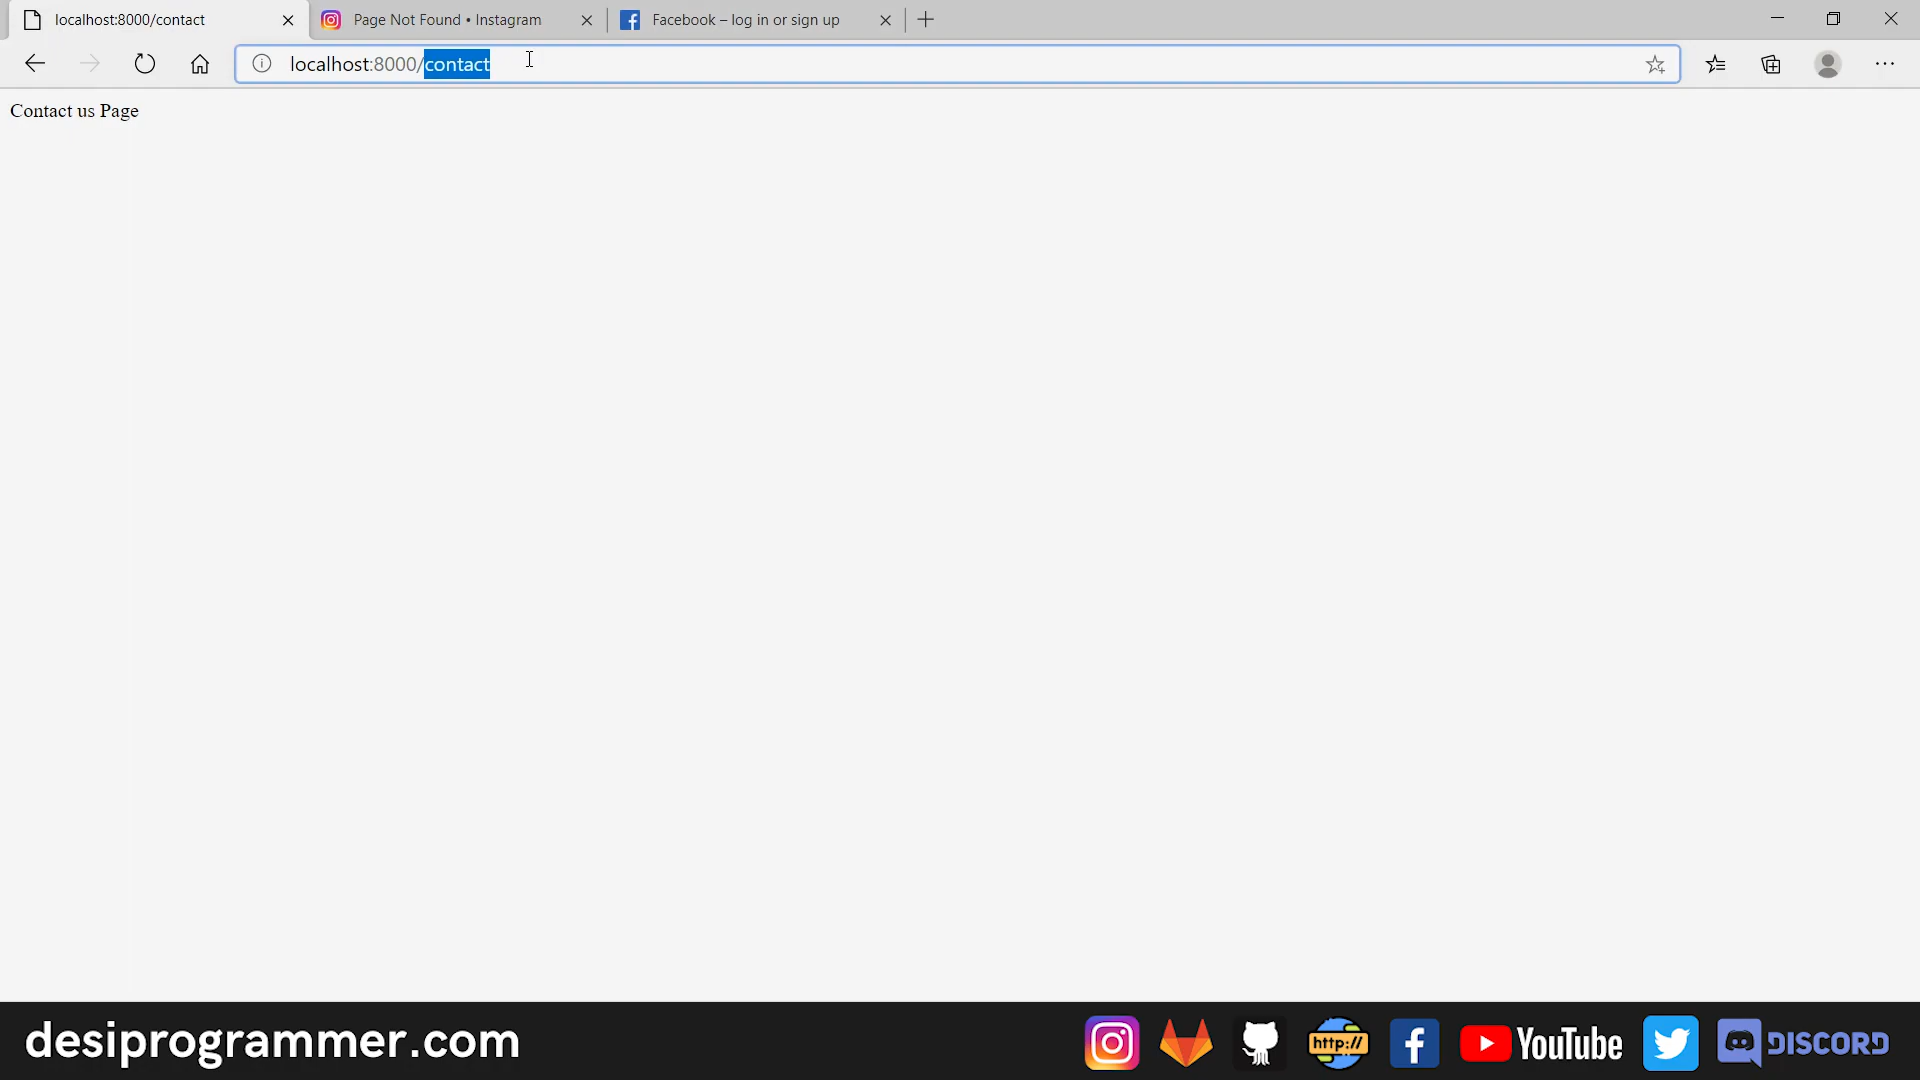 localhost:8000/contact
Page Not Found • Instagram
Facebook – log in or sign up
localhost:8000/contact
Contact us Page
desiprogrammer.com
http://
YouTube
DISCORD